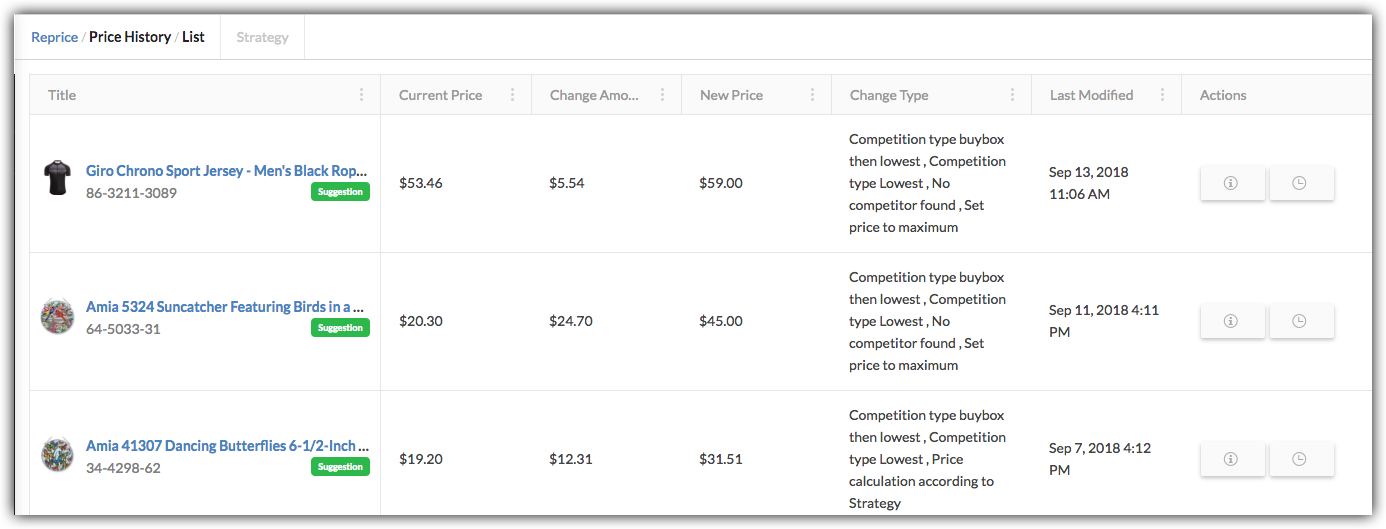 Reprice / Price History / List
Strategy
Title
Current Price
Change Amo...
New Price
Change Type
Last Modified
Actions
Giro Chrono Sport Jersey - Men's Black Rop...
86-3211-3089
Suggestion
$53.46
$5.54
$59.00
Competition type buybox
then lowest , Competition
type Lowest , No
competitor found , Set
price to maximum
Sep 13, 2018
11:06 AM
Amia 5324 Suncatcher Featuring Birds in a ...
64-5033-31
Suggestion
$20.30
$24.70
$45.00
Competition type buybox
then lowest , Competition
type Lowest , No
competitor found , Set
price to maximum
Sep 11, 2018 4:11
PM
Amia 41307 Dancing Butterflies 6-1/2-Inch ...
34-4298-62
Suggestion
$19.20
$12.31
$31.51
Competition type buybox
then lowest , Competition
type Lowest , Price
calculation according to
Strategy
Sep 7, 2018 4:12
PM